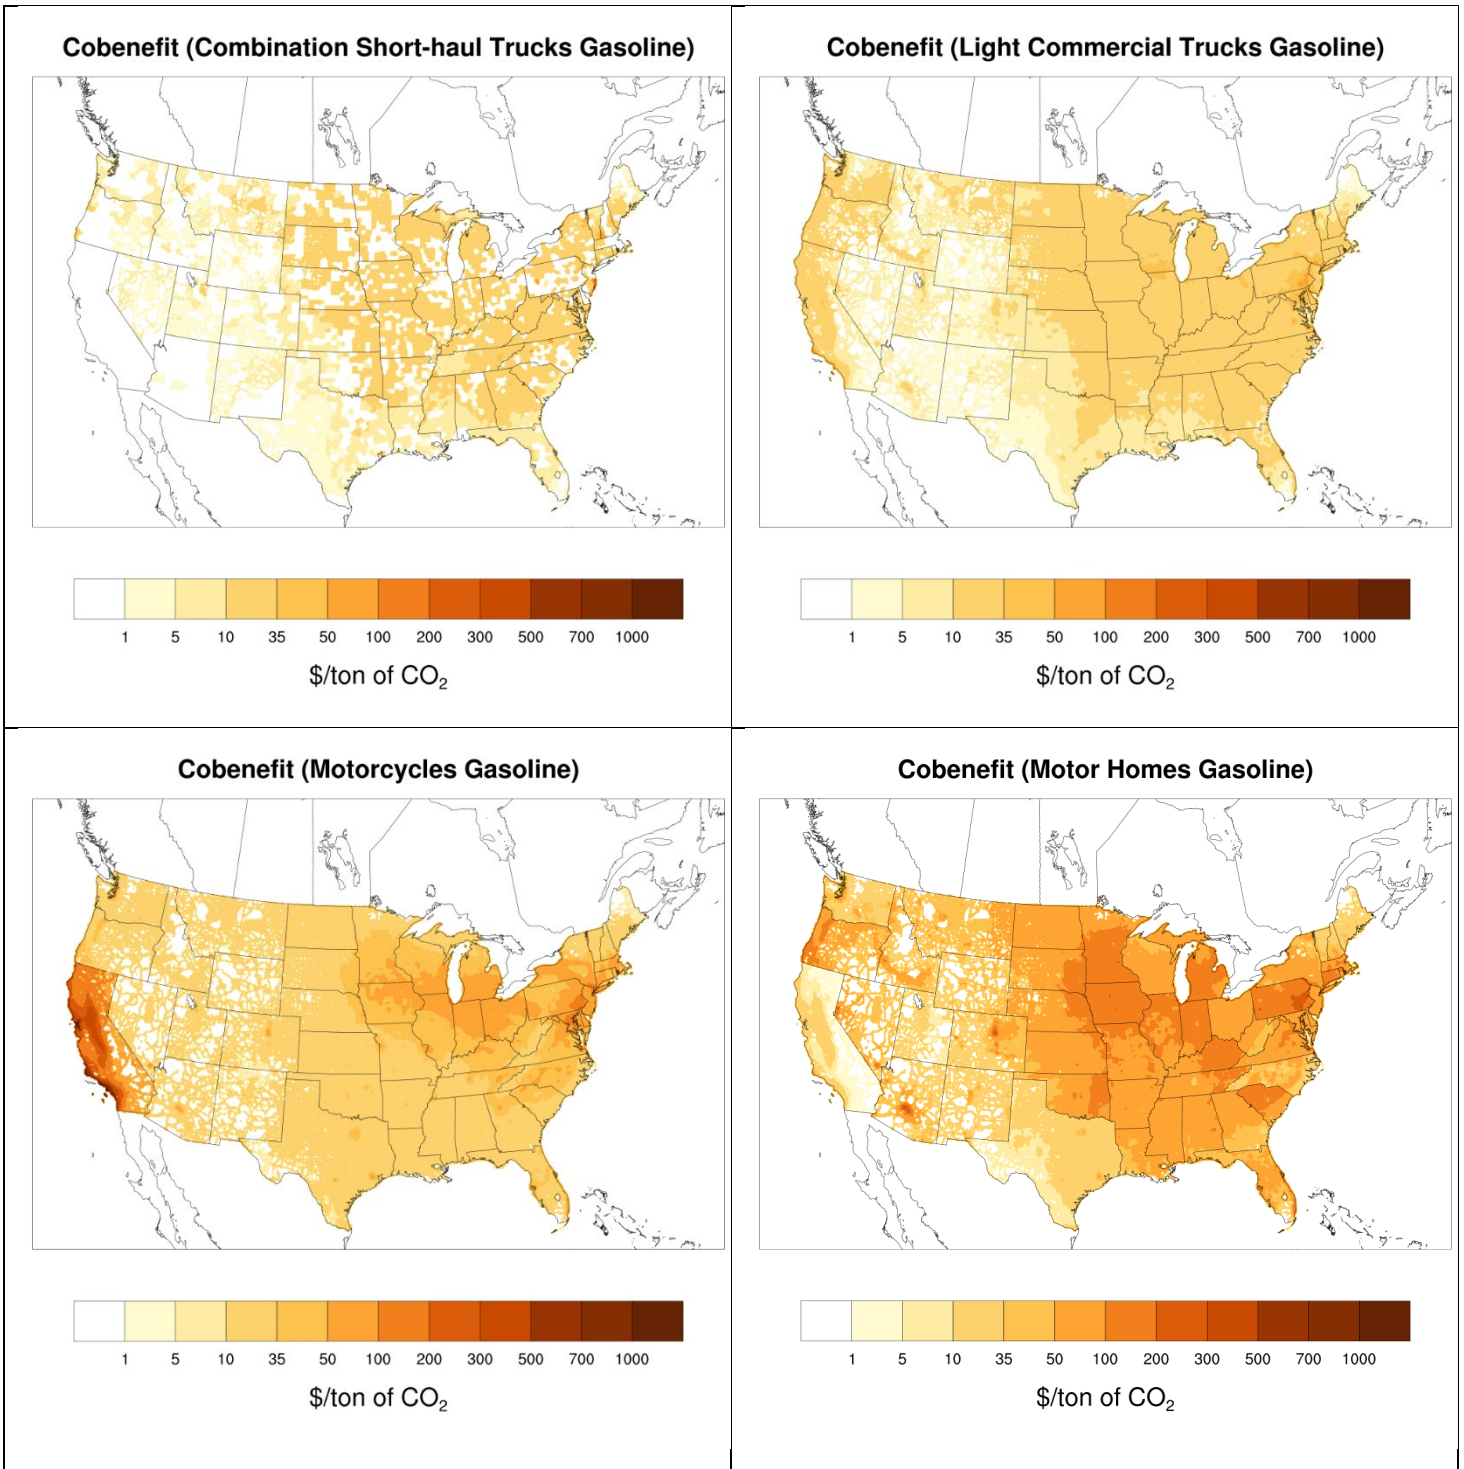 Cobenefit (Combination Short-haul Trucks Gasoline)
1 5 10 35 50 100 200 300 500 700 1000
$/ton of CO₂
Cobenefit (Light Commercial Trucks Gasoline)
1 5 10 35 50 100 200 300 500 700 1000
$/ton of CO₂
Cobenefit (Motorcycles Gasoline)
1 5 10 35 50 100 200 300 500 700 1000
$/ton of CO₂
Cobenefit (Motor Homes Gasoline)
1 5 10 35 50 100 200 300 500 700 1000
$/ton of CO₂